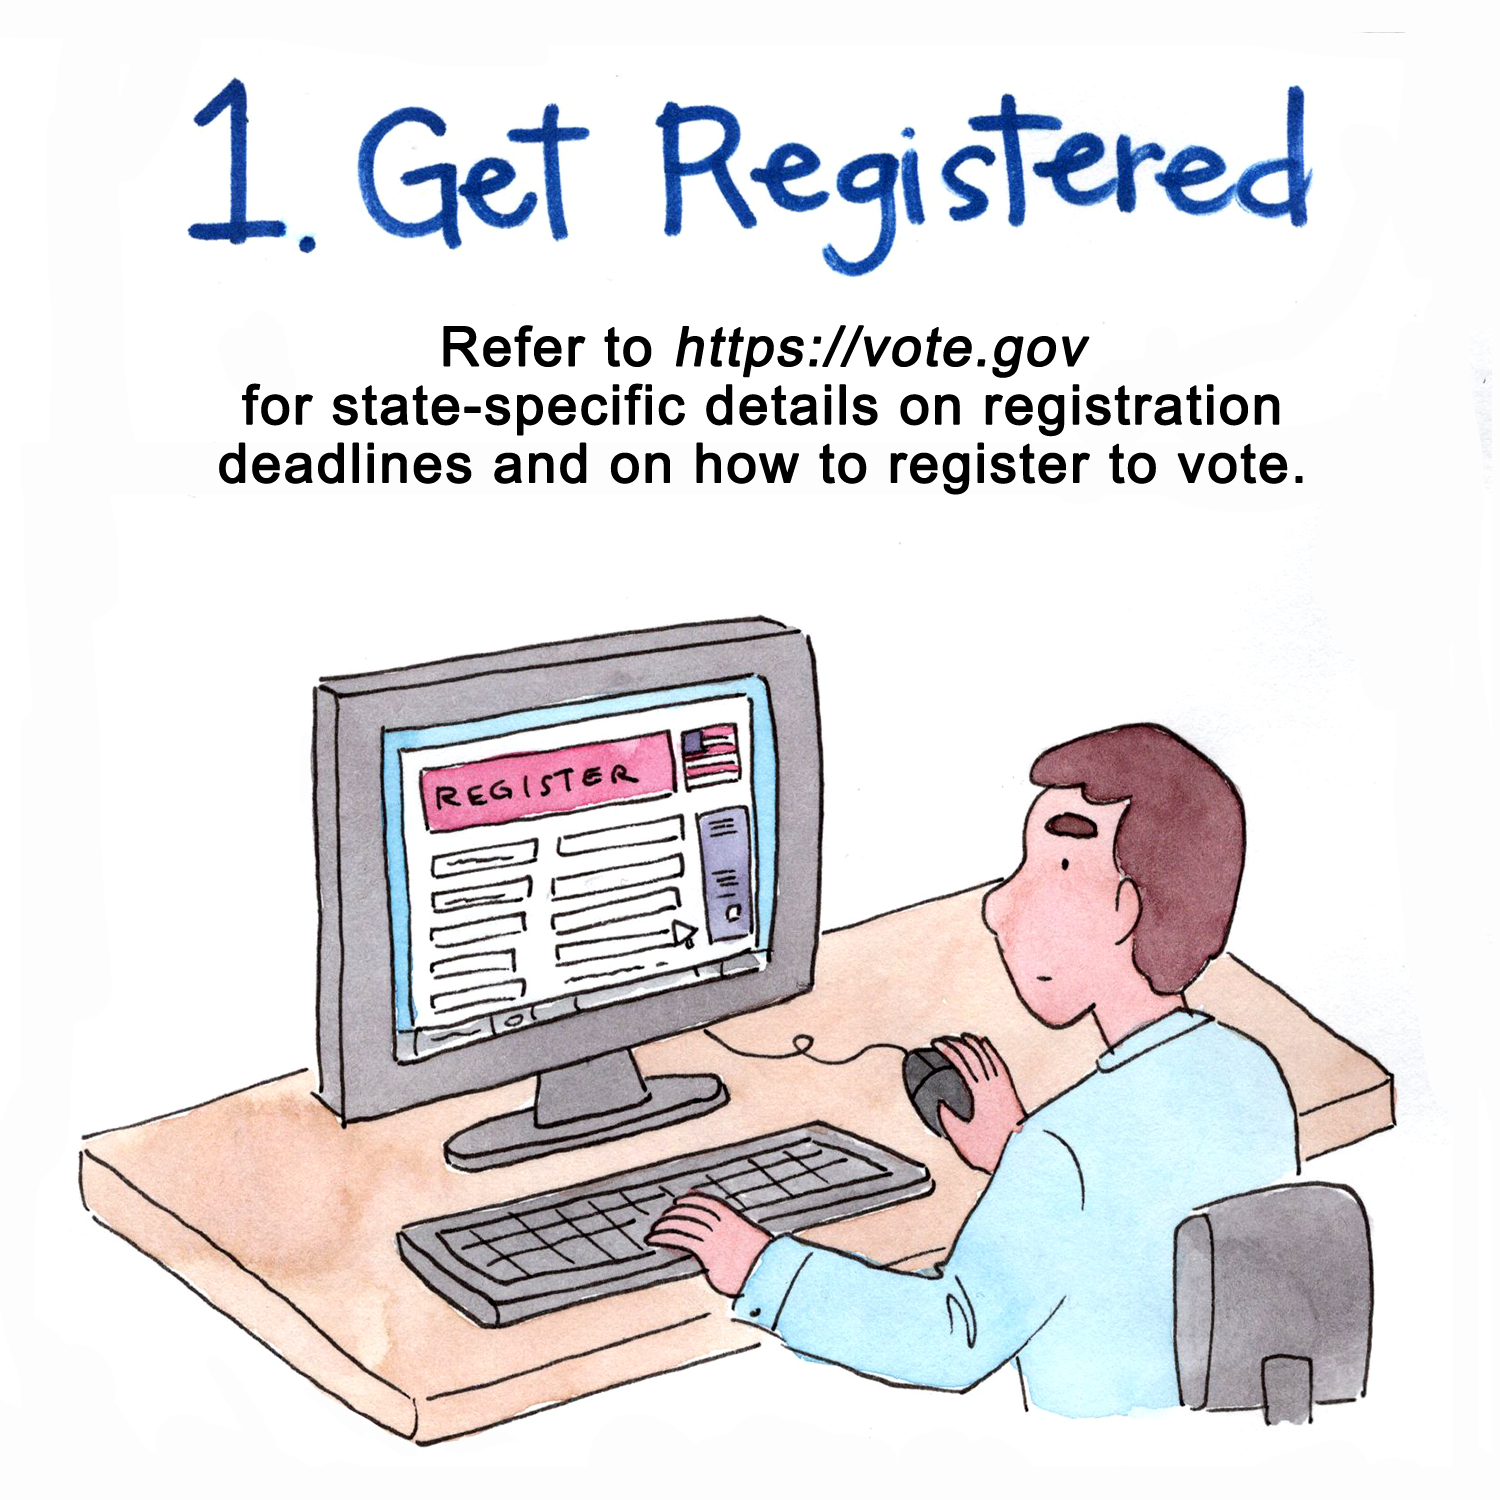 1. Get Registered
Refer to https://vote.gov
for state-specific details on registration
deadlines and on how to register to vote.
REGISTER